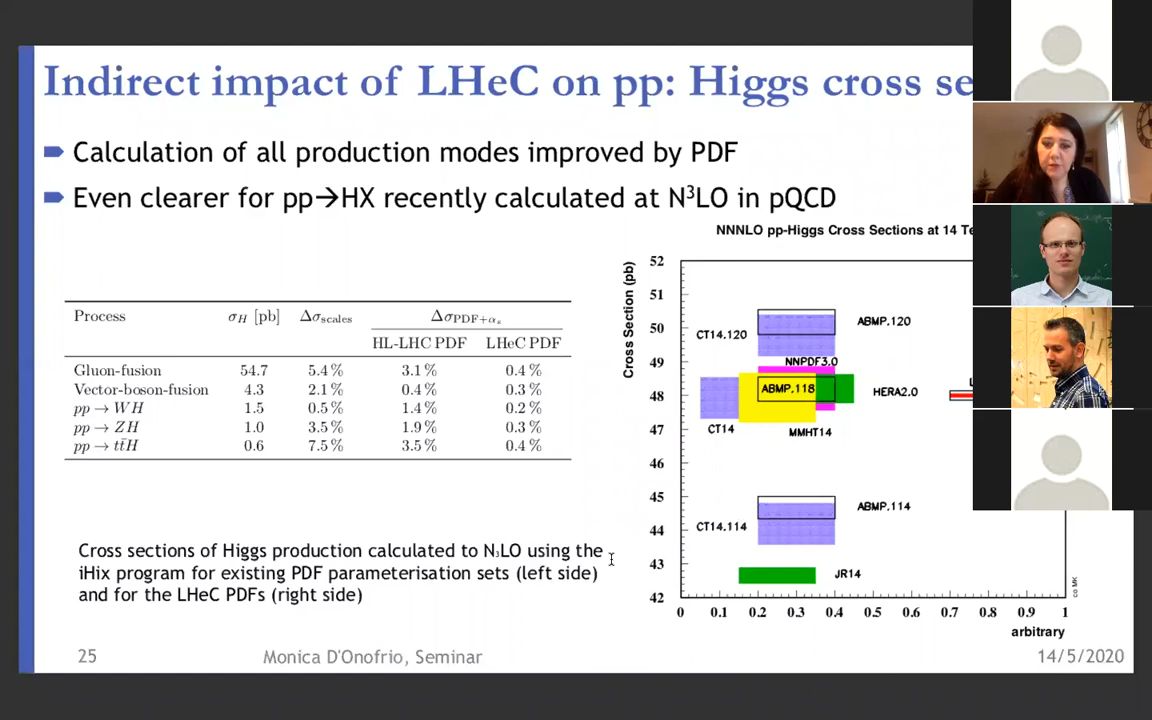 Indirect impact of LHeC on pp: Higgs cross se
Calculation of all production modes improved by PDF
Even clearer for pp→HX recently calculated at N³LO in pQCD
Process σH [pb] Δσscales ΔσPDF+αs
HL-LHC PDF LHeC PDF
Gluon-fusion 54.7 5.4 % 3.1 % 0.4 %
Vector-boson-fusion 4.3 2.1 % 0.4 % 0.3 %
pp → WH 1.5 0.5 % 1.4 % 0.2 %
pp → ZH 1.0 3.5 % 1.9 % 0.3 %
pp → tt̄H 0.6 7.5 % 3.5 % 0.4 %
Cross sections of Higgs production calculated to N₃LO using the
iHix program for existing PDF parameterisation sets (left side)
and for the LHeC PDFs (right side)
NNNLO pp-Higgs Cross Sections at 14 Te
Cross Section (pb)
52
51
50
49
48
47
46
45
44
43
42
CT14.120
ABMP.120
NNPDF3.0
ABMP.118
HERA2.0
L
CT14
MMHT14
ABMP.114
CT14.114
JR14
co MK
0 0.1 0.2 0.3 0.4 0.5 0.6 0.7 0.8 0.9 1
arbitrary
25
Monica D'Onofrio, Seminar
14/5/2020